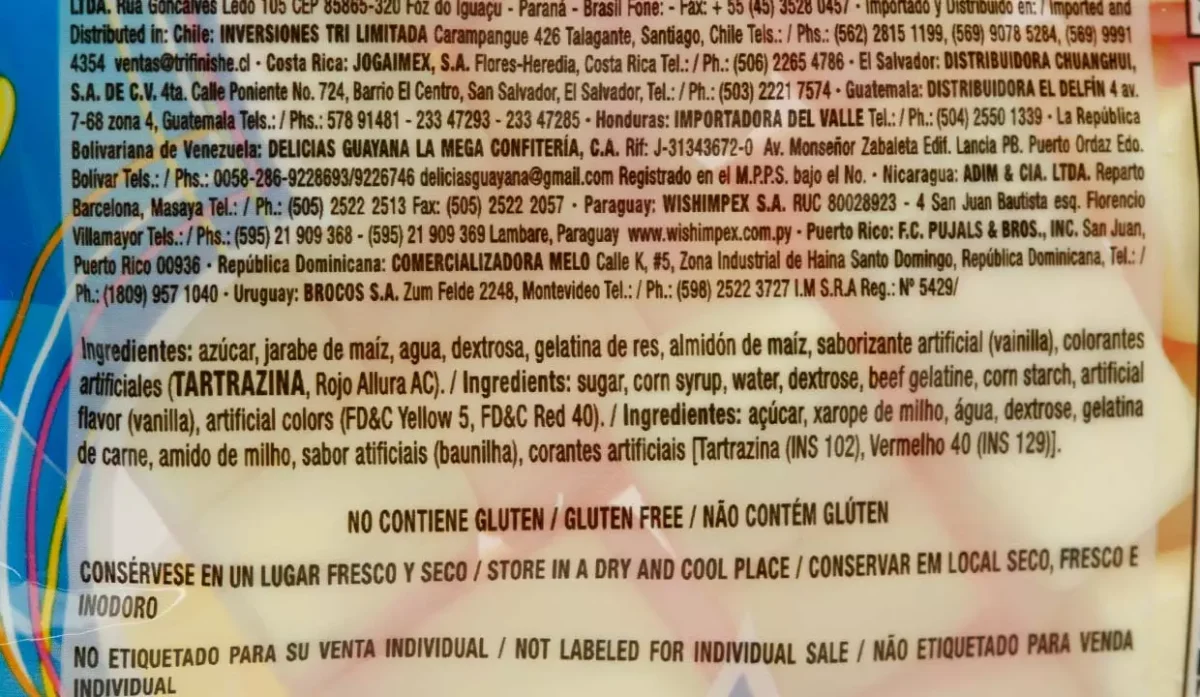 LTDA. Rua Gonçalves Ledo 105 CEP 85865-320 Foz do Iguaçu - Paraná - Brasil Fone: - Fax: + 55 (45) 3528 0457 • Importado y Distribuido en: / Imported and
Distributed in: Chile: INVERSIONES TRI LIMITADA Carampangue 426 Talagante, Santiago, Chile Tels.: / Phs.: (562) 2815 1199, (569) 9078 5284, (569) 9991
4354 ventas@trifinishe.cl • Costa Rica: JOGAIMEX, S.A. Flores-Heredia, Costa Rica Tel.: / Ph.: (506) 2265 4786 • El Salvador: DISTRIBUIDORA CHUANGHUI,
S.A. DE C.V. 4ta. Calle Poniente No. 724, Barrio El Centro, San Salvador, El Salvador, Tel.: / Ph.: (503) 2221 7574 • Guatemala: DISTRIBUIDORA EL DELFÍN 4 av.
7-68 zona 4, Guatemala Tels.: / Phs.: 578 91481 - 233 47293 - 233 47285 • Honduras: IMPORTADORA DEL VALLE Tel.: / Ph.: (504) 2550 1339 • La República
Bolivariana de Venezuela: DELICIAS GUAYANA LA MEGA CONFITERÍA, C.A. Rif: J-31343672-0 Av. Monseñor Zabaleta Edif. Lancia PB. Puerto Ordaz Edo.
Bolívar Tels.: / Phs.: 0058-286-9228693/9226746 deliciasguayana@gmail.com Registrado en el M.P.P.S. bajo el No. • Nicaragua: ADIM & CIA. LTDA. Reparto
Barcelona, Masaya Tel.: / Ph.: (505) 2522 2513 Fax: (505) 2522 2057 • Paraguay: WISHIMPEX S.A. RUC 80028923 - 4 San Juan Bautista esq. Florencio
Villamayor Tels.: / Phs.: (595) 21 909 368 - (595) 21 909 369 Lambare, Paraguay www.wishimpex.com.py • Puerto Rico: F.C. PUJALS & BROS., INC. San Juan,
Puerto Rico 00936 • República Dominicana: COMERCIALIZADORA MELO Calle K, #5, Zona Industrial de Haina Santo Domingo, República Dominicana, Tel.: /
Ph.: (1809) 957 1040 • Uruguay: BROCOS S.A. Zum Felde 2248, Montevideo Tel.: / Ph.: (598) 2522 3727 I.M S.R.A Reg.: Nº 5429/
Ingredientes: azúcar, jarabe de maíz, agua, dextrosa, gelatina de res, almidón de maíz, saborizante artificial (vainilla), colorantes
artificiales (TARTRAZINA, Rojo Allura AC). / Ingredients: sugar, corn syrup, water, dextrose, beef gelatine, corn starch, artificial
flavor (vanilla), artificial colors (FD&C Yellow 5, FD&C Red 40). / Ingredientes: açúcar, xarope de milho, água, dextrose, gelatina
de carne, amido de milho, sabor atificiais (baunilha), corantes artificiais [Tartrazina (INS 102), Vermelho 40 (INS 129)].
NO CONTIENE GLUTEN / GLUTEN FREE / NÃO CONTÉM GLÚTEN
CONSÉRVESE EN UN LUGAR FRESCO Y SECO / STORE IN A DRY AND COOL PLACE / CONSERVAR EM LOCAL SECO, FRESCO E
INODORO
NO ETIQUETADO PARA SU VENTA INDIVIDUAL / NOT LABELED FOR INDIVIDUAL SALE / NÃO ETIQUETADO PARA VENDA
INDIVIDUAL